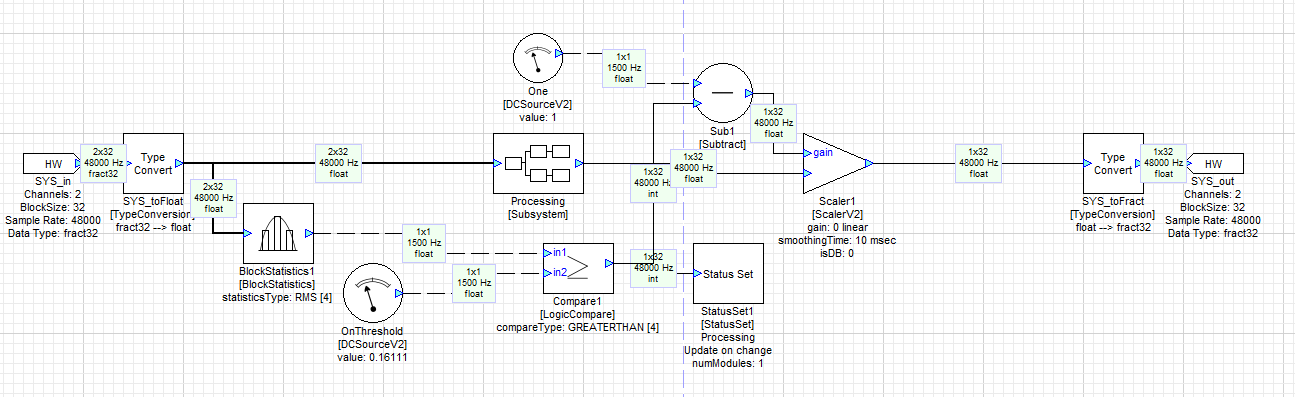 1x1
1500 Hz
float
One
[DCSourceV2]
value: 1
Sub1
[Subtract]
1x32
48000 Hz
float
HW
SYS_in
Channels: 2
BlockSize: 32
Sample Rate: 48000
Data Type: fract32
2x32
48000 Hz
fract32
Type
Convert
SYS_toFloat
[TypeConversion]
fract32 --> float
2x32
48000 Hz
float
2x32
48000 Hz
float
Processing
[Subsystem]
1x32
48000 Hz
int
1x32
48000 Hz
float
gain
Scaler1
[ScalerV2]
gain: 0 linear
smoothingTime: 10 msec
isDB: 0
1x32
48000 Hz
float
Type
Convert
SYS_toFract
[TypeConversion]
float --> fract32
1x32
48000 Hz
fract32
HW
SYS_out
Channels: 2
BlockSize: 32
Sample Rate: 48000
Data Type: fract32
BlockStatistics1
[BlockStatistics]
statisticsType: RMS [4]
1x1
1500 Hz
float
OnThreshold
[DCSourceV2]
value: 0.16111
1x1
1500 Hz
float
in1
in2
Compare1
[LogicCompare]
compareType: GREATERTHAN [4]
1x32
48000 Hz
int
Status Set
StatusSet1
[StatusSet]
Processing
Update on change
numModules: 1